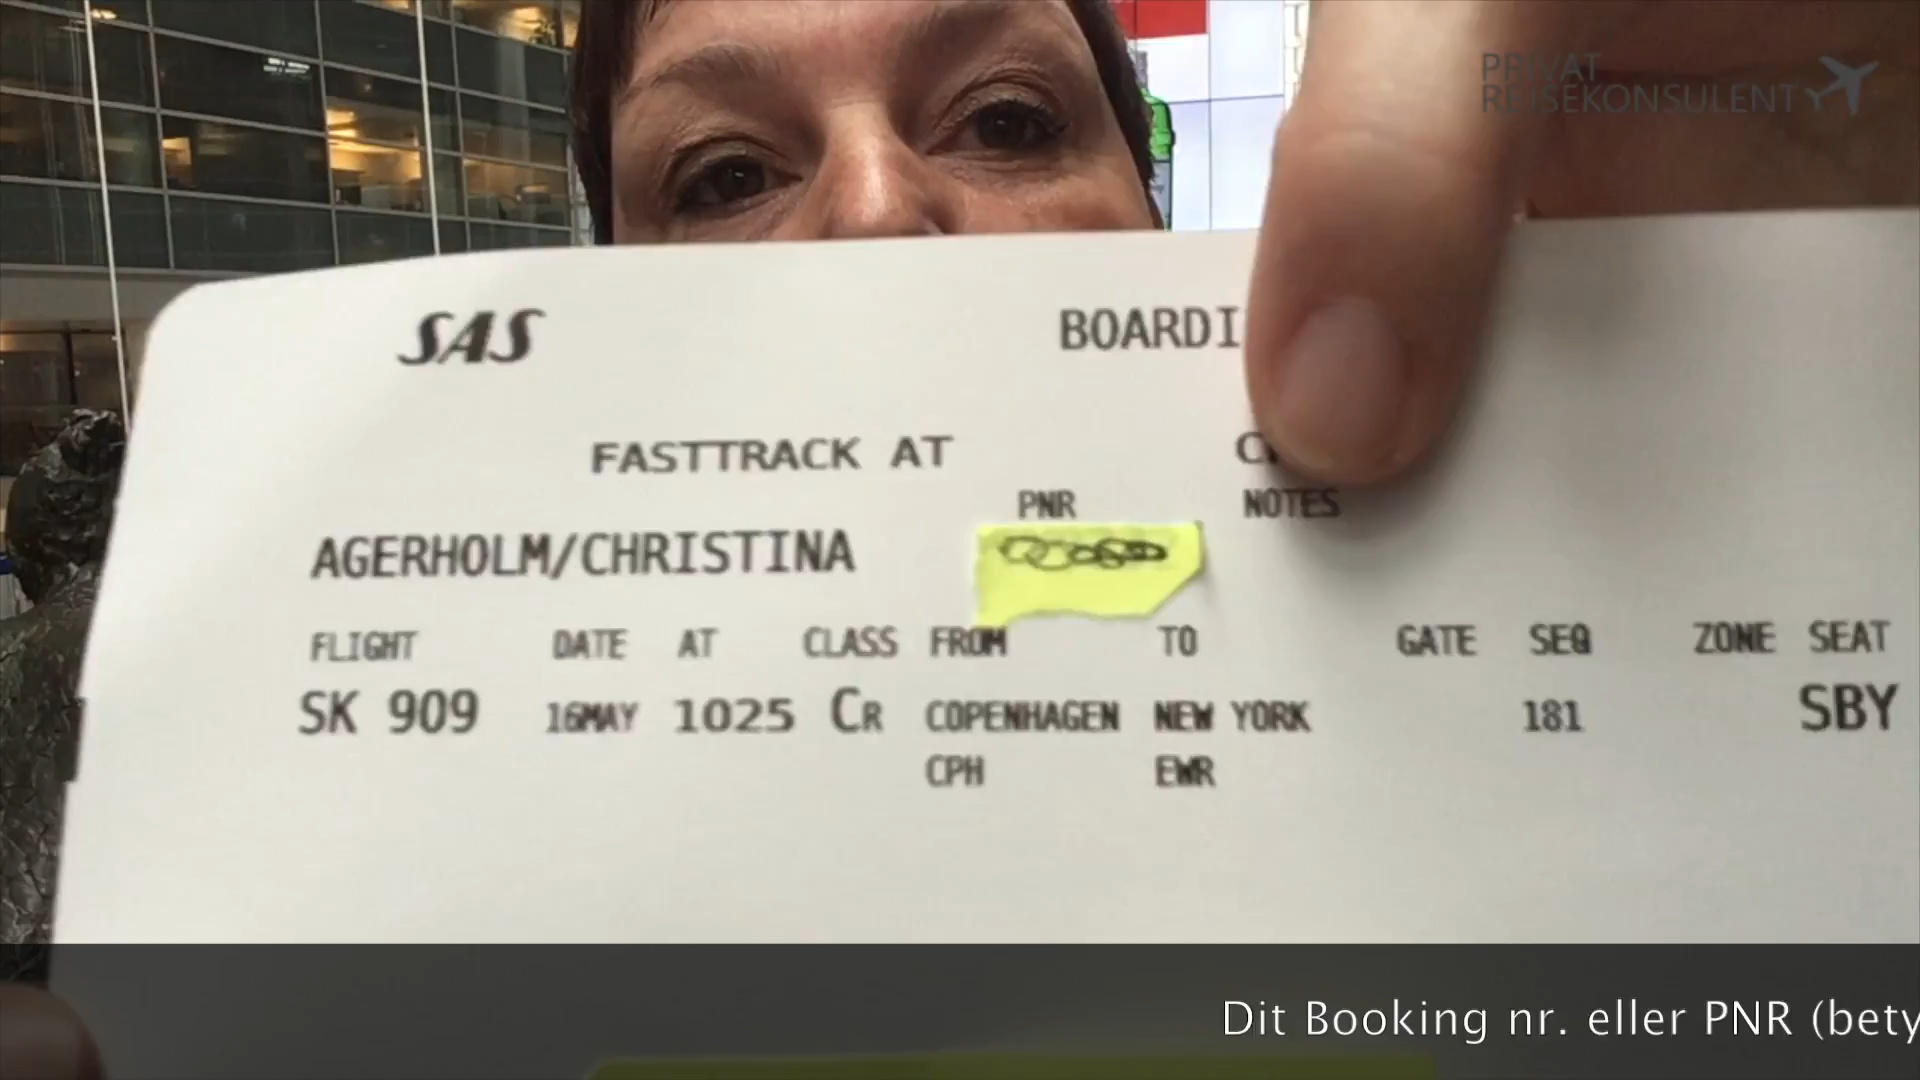 PRIVAT
REJSEKONSULENT
SAS BOARDI
FASTTRACK AT
PNR NOTES
AGERHOLM/CHRISTINA
FLIGHT DATE AT CLASS FROM TO GATE SEQ ZONE SEAT
SK 909 16MAY 1025 CR COPENHAGEN NEW YORK 181 SBY
CPH EWR
Dit Booking nr. eller PNR (bety